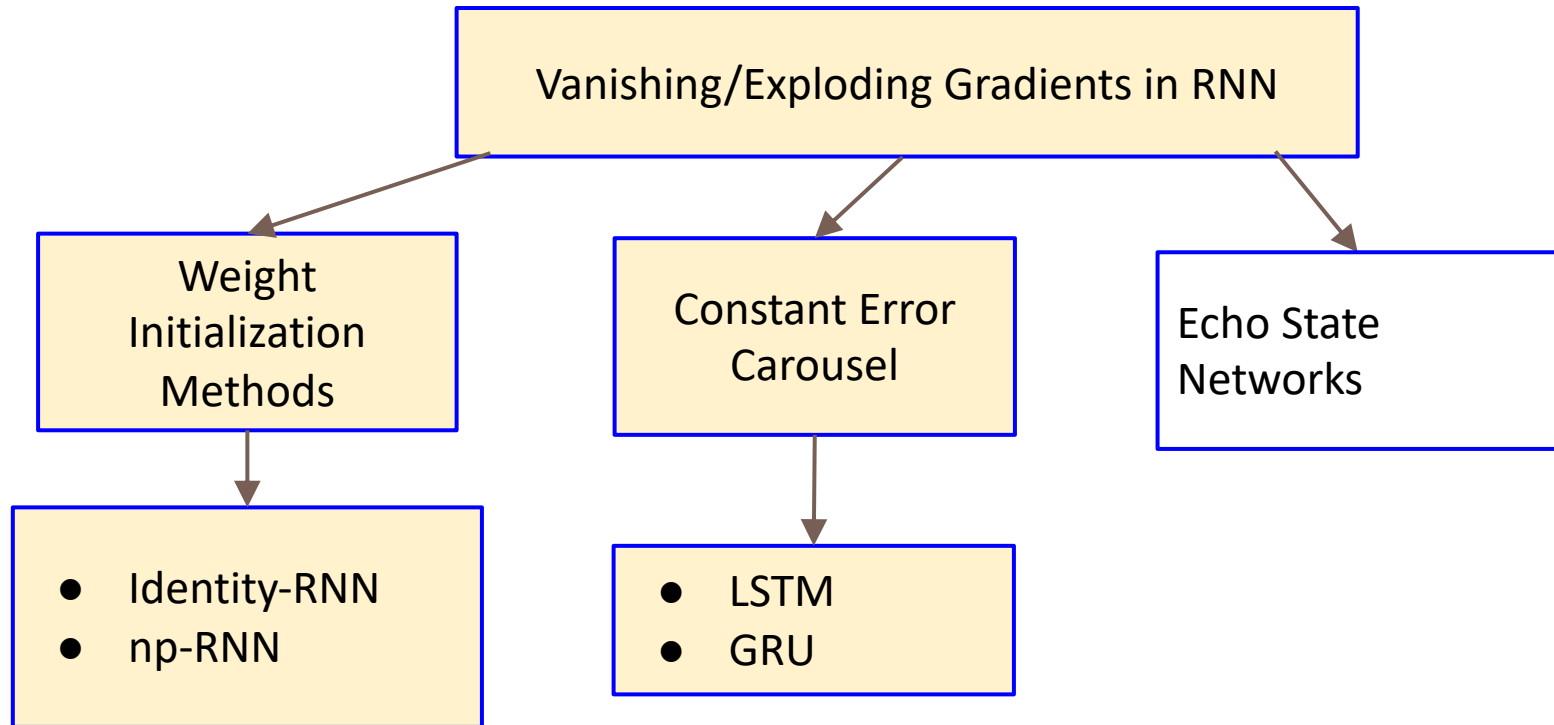 Vanishing/Exploding Gradients in RNN
Weight
Initialization
Methods
Constant Error
Carousel
Echo State
Networks
● Identity-RNN
● np-RNN
● LSTM
● GRU